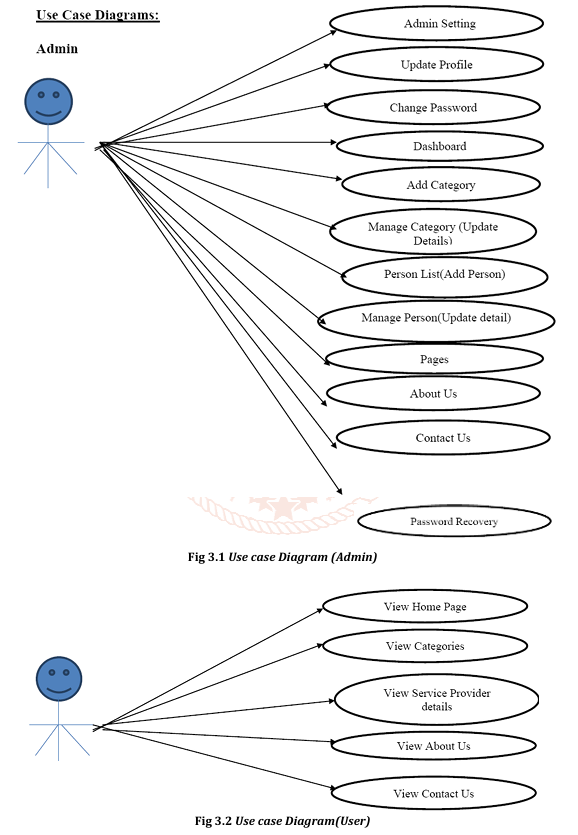 Use Case Diagrams:
Admin
Admin Setting
Update Profile
Change Password
Dashboard
Add Category
Manage Category (Update
Details)
Person List(Add Person)
Manage Person(Update detail)
Pages
About Us
Contact Us
Password Recovery
Fig 3.1 Use case Diagram (Admin)
View Home Page
View Categories
View Service Provider
details
View About Us
View Contact Us
Fig 3.2 Use case Diagram(User)